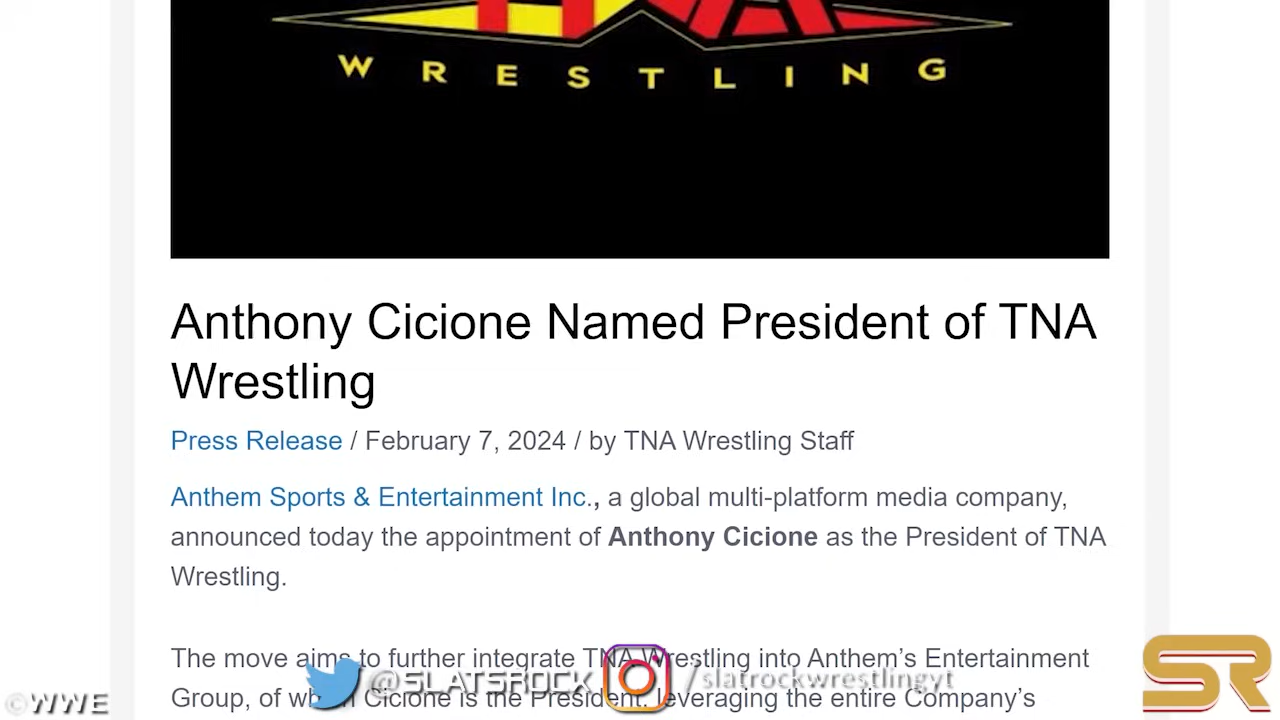 WRESTLING
Anthony Cicione Named President of TNA
Wrestling
Press Release / February 7, 2024 / by TNA Wrestling Staff
Anthem Sports & Entertainment Inc., a global multi-platform media company,
announced today the appointment of Anthony Cicione as the President of TNA
Wrestling.
The move aims to further integrate TNA Wrestling into Anthem's Entertainment
Group, of Cicione is the President, leveraging the entire Company's
@SLATSROCK /slatrockwrestlingyt
©WWE
SR